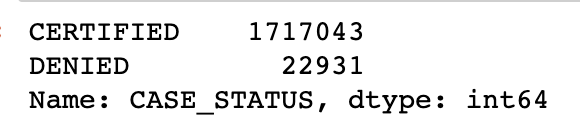 CERTIFIED    1717043
DENIED         22931
Name: CASE_STATUS, dtype: int64